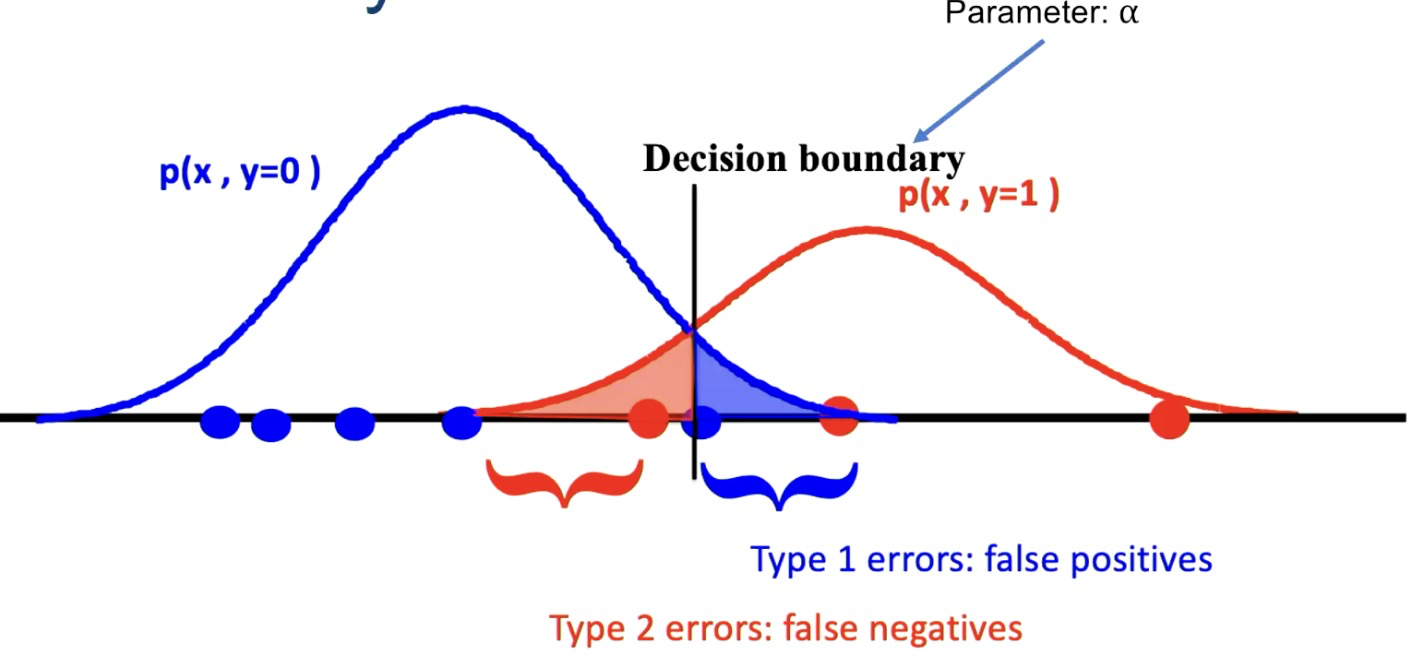 y
Parameter: α
Decision boundary
p(x , y=0 )
p(x , y=1 )
Type 1 errors: false positives
Type 2 errors: false negatives